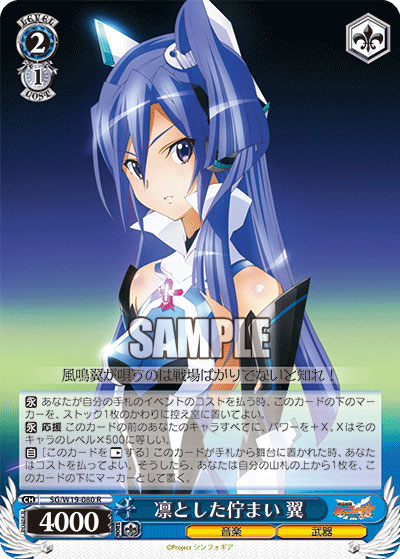 LEVEL
2
1
COST
SAMPLE
風鳴翼が唄うのは戦場ばかりでないと知れ!
永 あなたが自分の手札のイベントのコストを払う時、このカードの下のマー
カーを、ストック1枚のかわりに控え室に置いてよい。
永 応援 このカードの前のあなたのキャラすべてに、パワーを+X。Xはその
キャラのレベル×500に等しい。
自 [このカードを する] このカードが手札から舞台に置かれた時、あなた
はコストを払ってよい。そうしたら、あなたは自分の山札の上から1枚を、こ
のカードの下にマーカーとして置く。
CH SG/W19-080 R
4000
凛とした佇まい 翼
音楽
武器
©Project シンフォギア